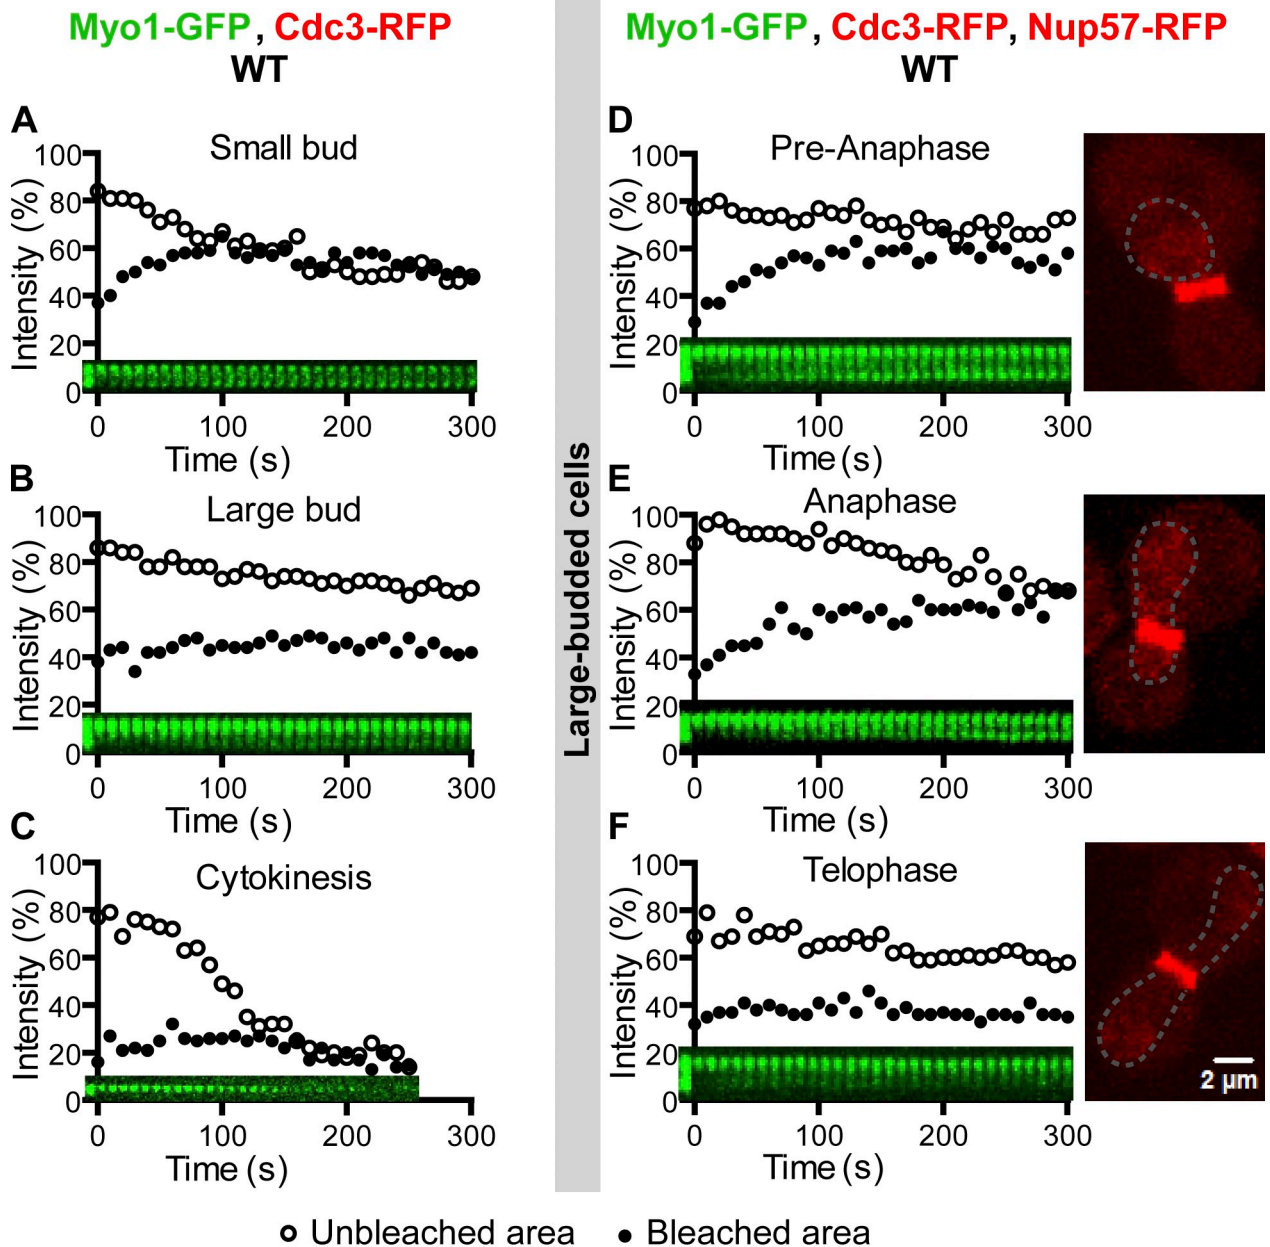 Myo1-GFP, Cdc3-RFP
WT
Myo1-GFP, Cdc3-RFP, Nup57-RFP
WT
A
Small bud
Intensity (%)
100
80
60
40
20
0
0 100 200 300
Time (s)
B
Large bud
Intensity (%)
100
80
60
40
20
0
0 100 200 300
Time (s)
C
Cytokinesis
Intensity (%)
100
80
60
40
20
0
0 100 200 300
Time (s)
Large-budded cells
D
Pre-Anaphase
Intensity (%)
100
80
60
40
20
0
0 100 200 300
Time (s)
E
Anaphase
Intensity (%)
100
80
60
40
20
0
0 100 200 300
Time (s)
F
Telophase
Intensity (%)
100
80
60
40
20
0
0 100 200 300
Time (s)
2 µm
Unbleached area
Bleached area